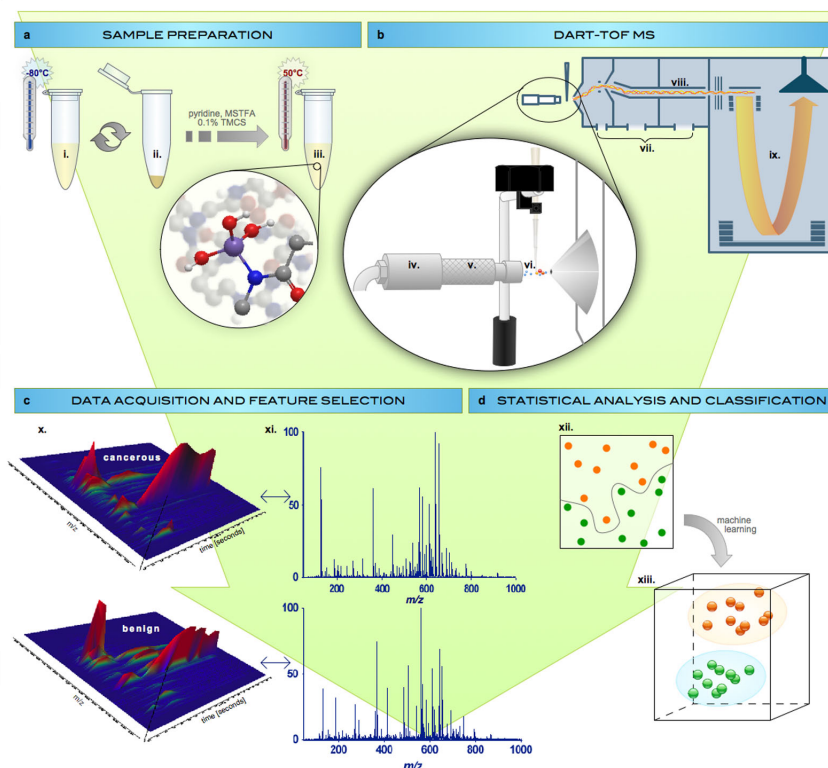 a SAMPLE PREPARATION
b DART-TOF MS
-80°C
50°C
pyridine, MSTFA
0.1% TMCS
i.
ii.
iii.
iv.
v.
vi.
vii.
viii.
ix.
c DATA ACQUISITION AND FEATURE SELECTION
d STATISTICAL ANALYSIS AND CLASSIFICATION
x.
cancerous
m/z
time [seconds]
xi.
100
50
0
200 400 600 800 1000
m/z
benign
m/z
time [seconds]
100
50
0
200 400 600 800 1000
m/z
xii.
machine
learning
xiii.